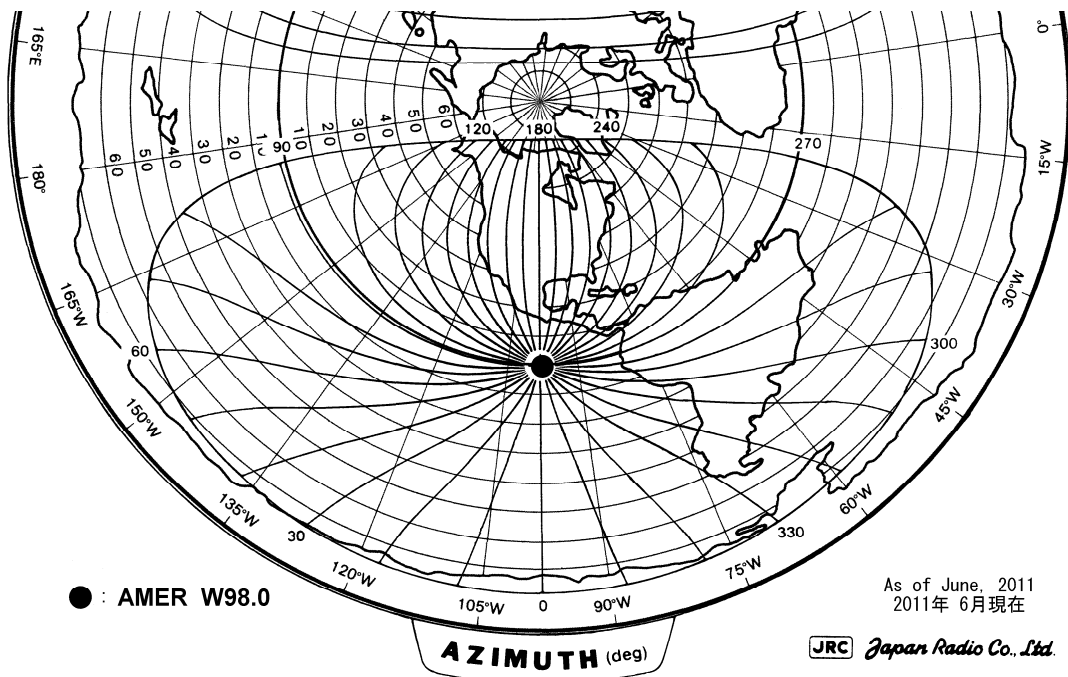 165°E
0°
60
50
40
30
20
10
120
180
240
60
50
40
30
20
10
90
270
15°W
180°
30°W
165°W
60
300
45°W
150°W
60°W
135°W
30
330
120°W
75°W
105°W
0
90°W
● : AMER W98.0
As of June, 2011
2011年 6月現在
AZIMUTH (deg)
JRC Japan Radio Co., Ltd.